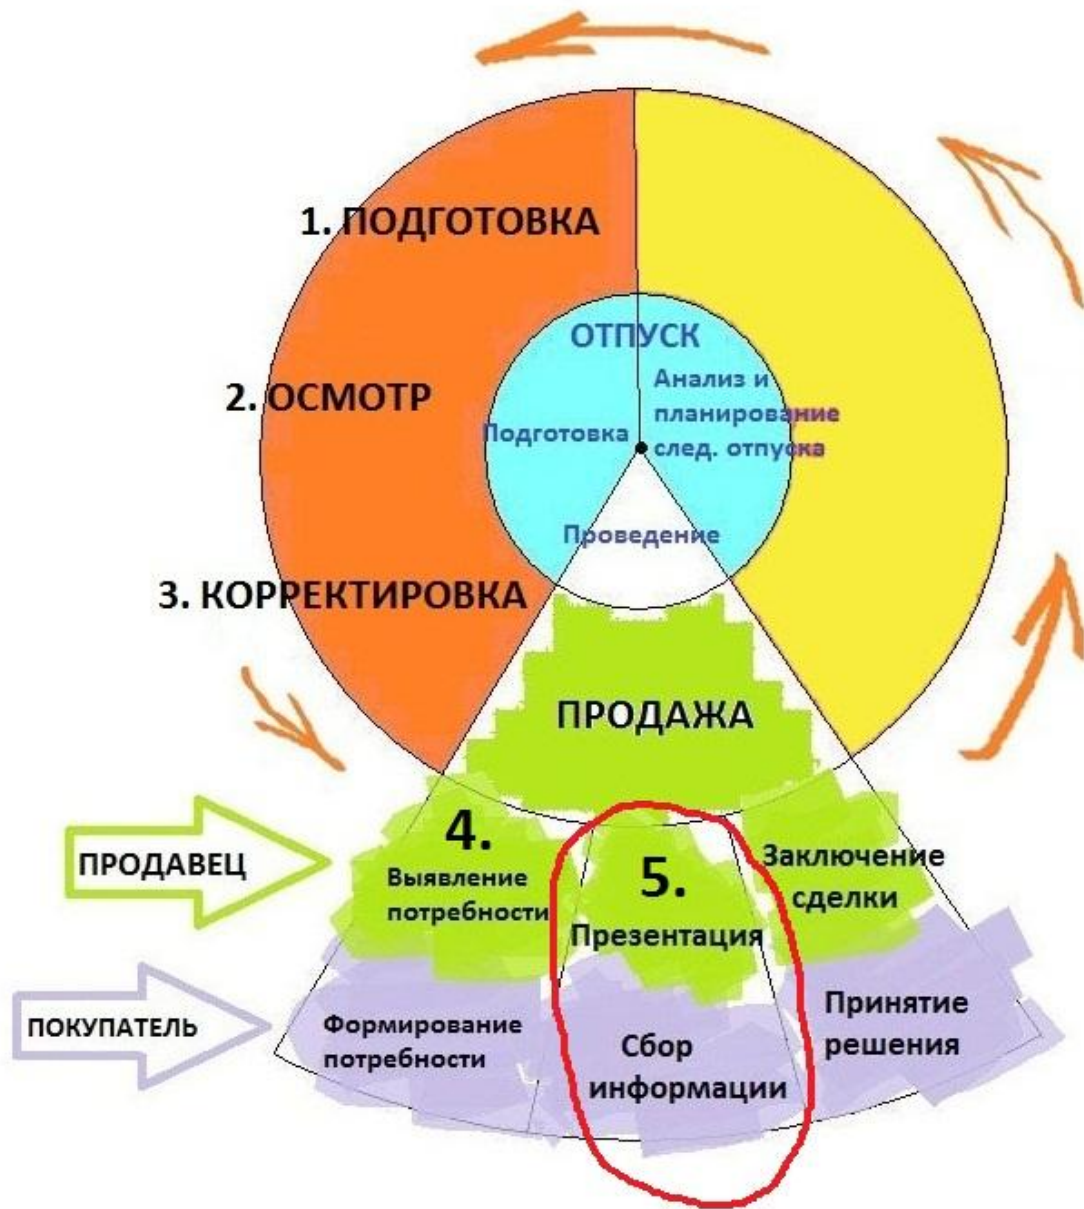 1. ПОДГОТОВКА
ОТПУСК
Анализ и
планирование
след. отпуска
2. ОСМОТР
Подготовка
Проведение
3. КОРРЕКТИРОВКА
ПРОДАЖА
ПРОДАВЕЦ
4.
Выявление
потребности
5.
Презентация
Заключение
сделки
ПОКУПАТЕЛЬ
Формирование
потребности
Сбор
информации
Принятие
решения